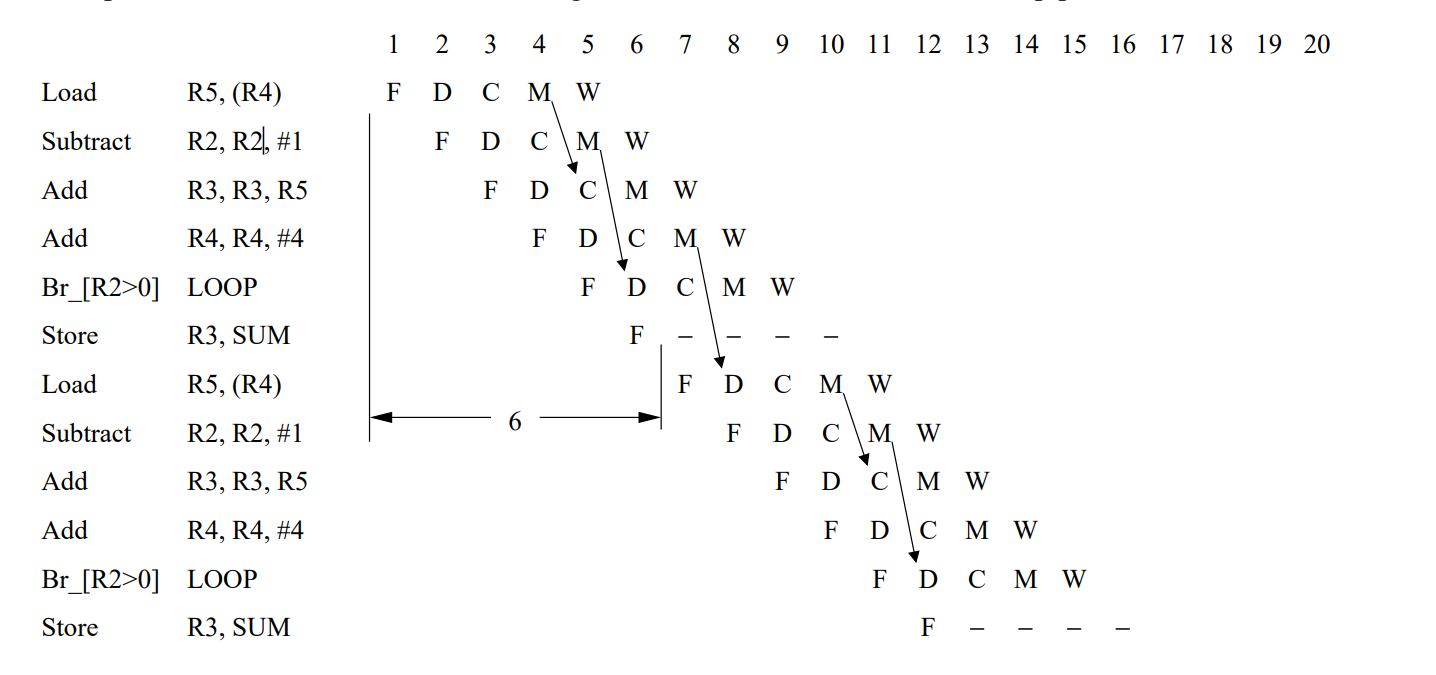 1 2 3 4 5 6 7 8 9 10 11 12 13 14 15 16 17 18 19 20
Load R5, (R4) F D C M W
Subtract R2, R2, #1 F D C M W
Add R3, R3, R5 F D C M W
Add R4, R4, #4 F D C M W
Br_[R2>0] LOOP F D C M W
Store R3, SUM F – – – –
Load R5, (R4) F D C M W
6
Subtract R2, R2, #1 F D C M W
Add R3, R3, R5 F D C M W
Add R4, R4, #4 F D C M W
Br_[R2>0] LOOP F D C M W
Store R3, SUM F – – – –